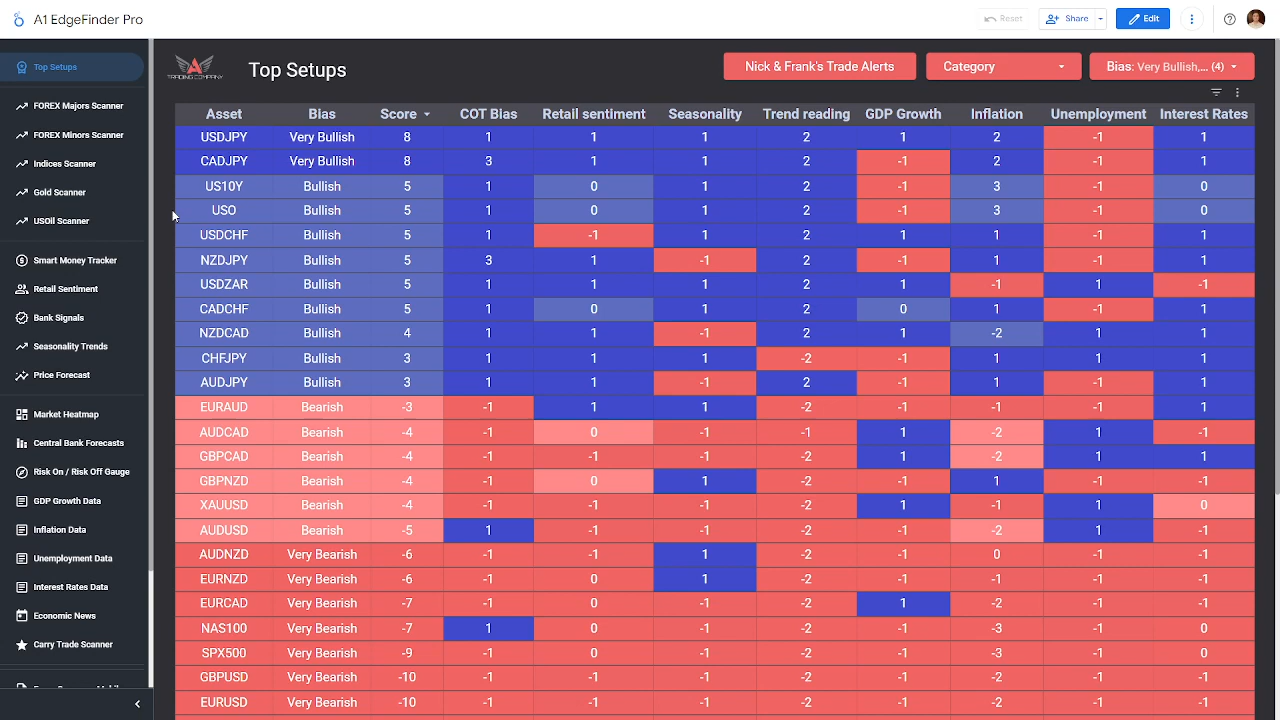 A1 EdgeFinder Pro
Reset
Share
Edit
Top Setups
FOREX Majors Scanner
FOREX Minors Scanner
Indices Scanner
Gold Scanner
USOil Scanner
Smart Money Tracker
Retail Sentiment
Bank Signals
Seasonality Trends
Price Forecast
Market Heatmap
Central Bank Forecasts
Risk On / Risk Off Gauge
GDP Growth Data
Inflation Data
Unemployment Data
Interest Rates Data
Economic News
Carry Trade Scanner
TRADING COMPANY
Top Setups
Nick & Frank's Trade Alerts
Category
Bias: Very Bullish,... (4)
Asset Bias Score COT Bias Retail sentiment Seasonality Trend reading GDP Growth Inflation Unemployment Interest Rates
USDJPY Very Bullish 8 1 1 1 2 1 2 -1 1
CADJPY Very Bullish 8 3 1 1 2 -1 2 -1 1
US10Y Bullish 5 1 0 1 2 -1 3 -1 0
USO Bullish 5 1 0 1 2 -1 3 -1 0
USDCHF Bullish 5 1 -1 1 2 1 1 -1 1
NZDJPY Bullish 5 3 1 -1 2 -1 1 -1 1
USDZAR Bullish 5 1 1 1 2 1 -1 1 -1
CADCHF Bullish 5 1 0 1 2 0 1 -1 1
NZDCAD Bullish 4 1 1 -1 2 1 -2 1 1
CHFJPY Bullish 3 1 1 1 -2 -1 1 1 1
AUDJPY Bullish 3 1 1 -1 2 -1 1 -1 1
EURAUD Bearish -3 -1 1 1 -2 -1 -1 -1 1
AUDCAD Bearish -4 -1 0 -1 -1 1 -2 1 -1
GBPCAD Bearish -4 -1 -1 -1 -2 1 -2 1 1
GBPNZD Bearish -4 -1 0 1 -2 -1 1 -1 -1
XAUUSD Bearish -4 -1 -1 -1 -2 1 -1 1 0
AUDUSD Bearish -5 1 -1 -1 -2 -1 -2 1 -1
AUDNZD Very Bearish -6 -1 -1 1 -2 -1 0 -1 -1
EURNZD Very Bearish -6 -1 0 1 -2 -1 -1 -1 -1
EURCAD Very Bearish -7 -1 0 -1 -2 1 -2 -1 -1
NAS100 Very Bearish -7 1 0 -1 -2 -1 -3 -1 0
SPX500 Very Bearish -9 -1 0 -1 -2 -1 -3 -1 0
GBPUSD Very Bearish -10 -1 -1 -1 -2 -1 -2 -1 -1
EURUSD Very Bearish -10 -1 -1 -1 -2 -1 -2 -1 -1